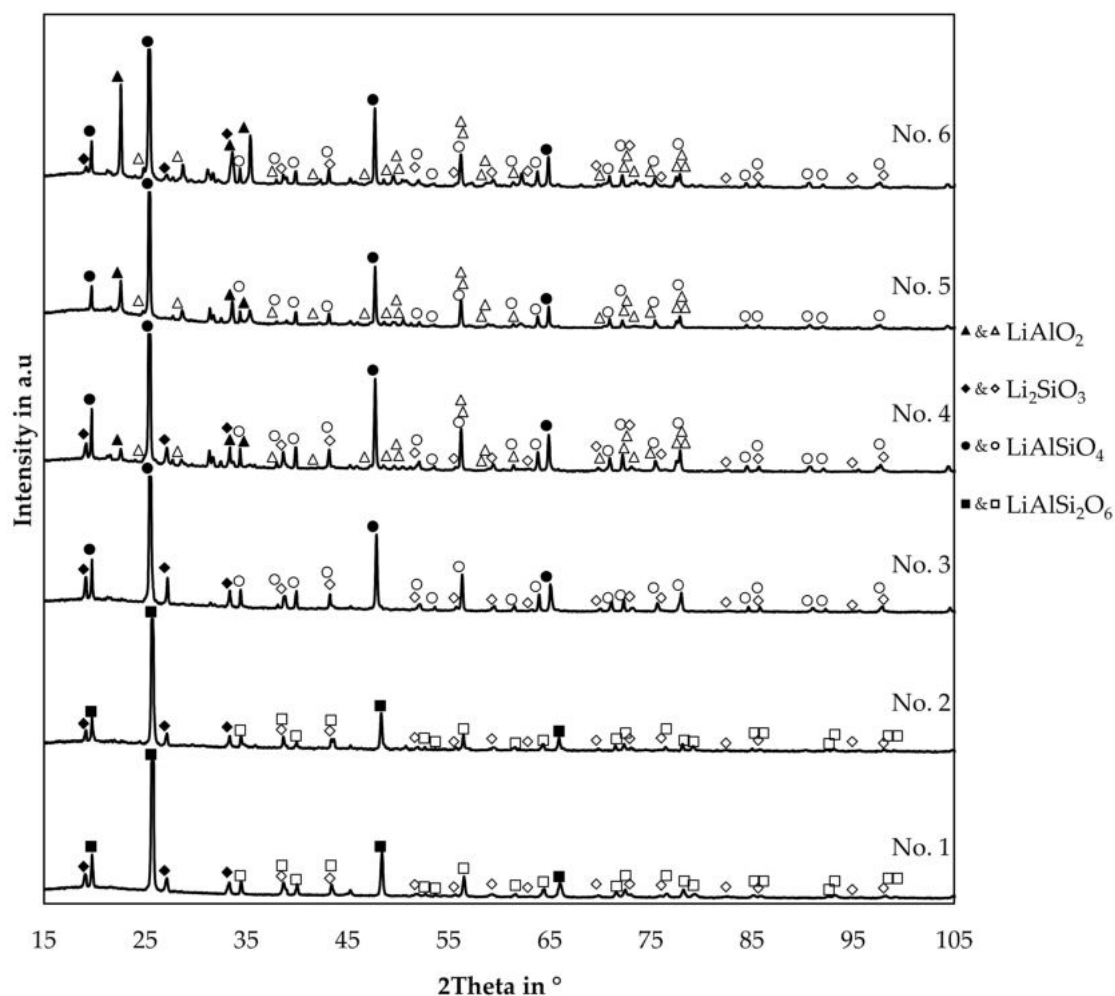 No. 6
No. 5
▲ & △ LiAlO₂
◆ & ◇ Li₂SiO₃
No. 4
● & ○ LiAlSiO₄
■ & □ LiAlSi₂O₆
No. 3
No. 2
No. 1
Intensity in a.u
15 25 35 45 55 65 75 85 95 105
2Theta in °